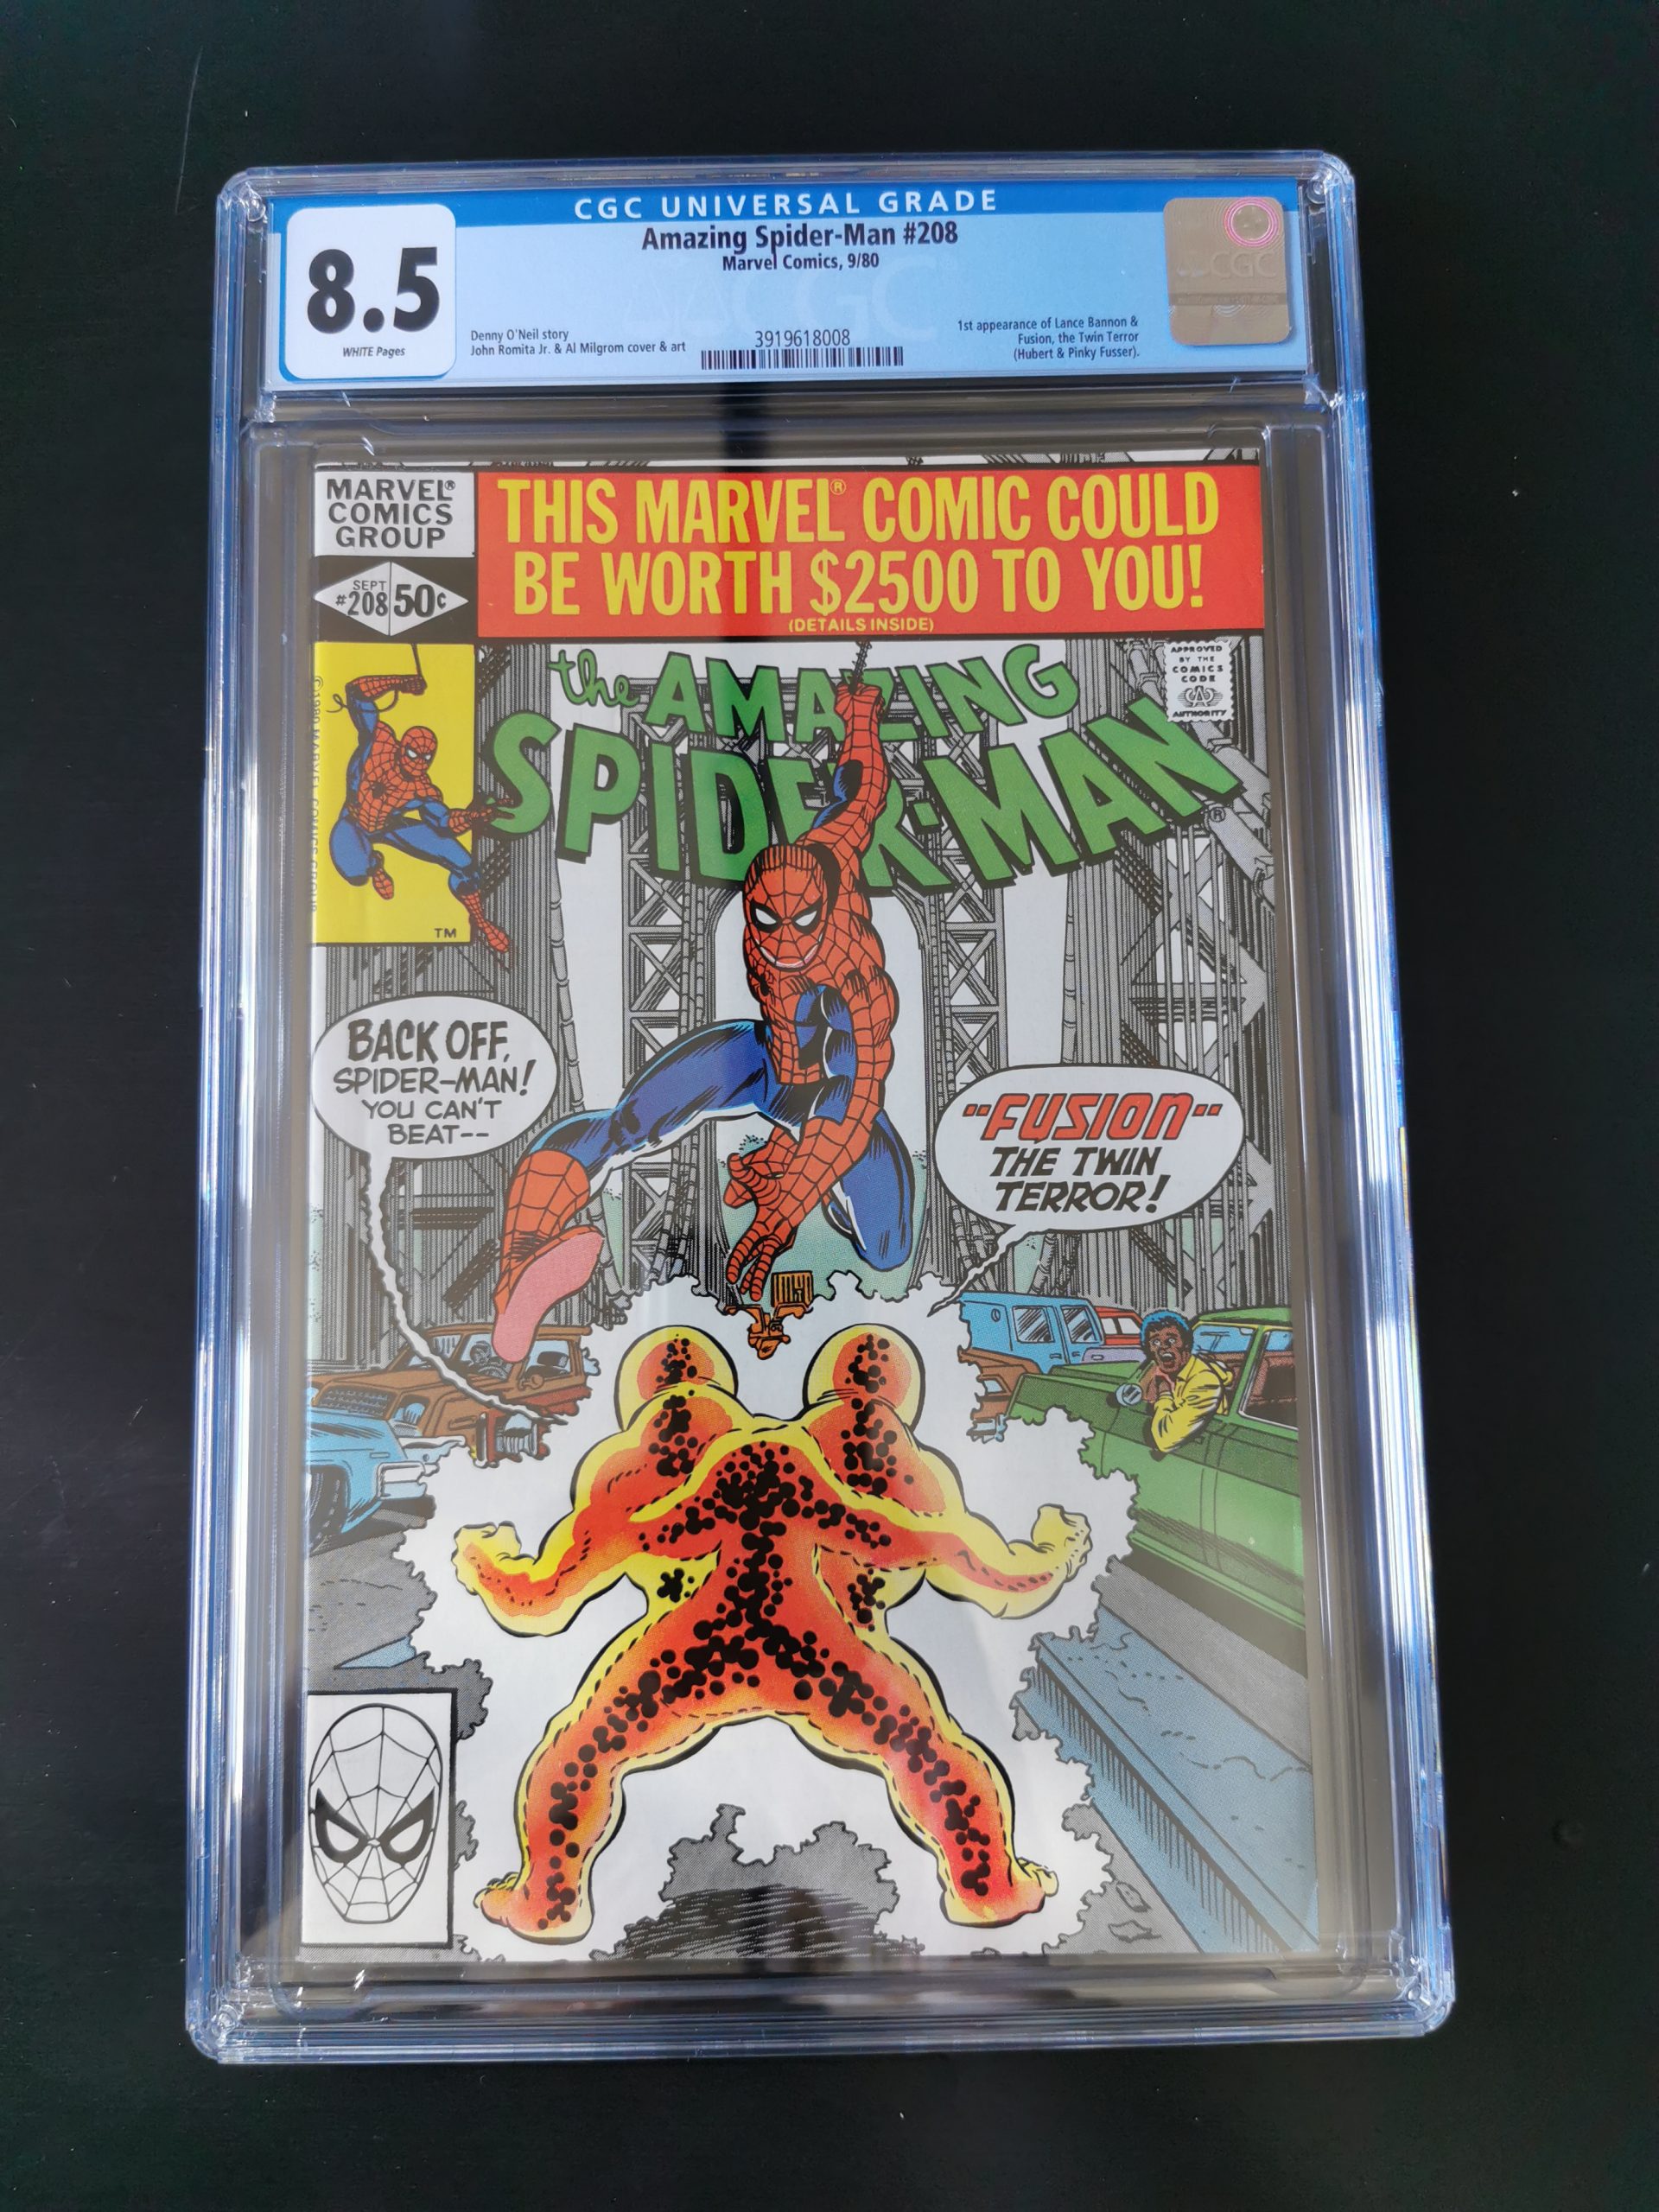 CGC UNIVERSAL GRADE
Amazing Spider-Man #208
Marvel Comics, 9/80
8.5
WHITE Pages
Denny O'Neil story
John Romita Jr. & Al Milgrom cover & art
3919618008
1st appearance of Lance Bannon &
Fusion, the Twin Terror
(Hubert & Pinky Fusser).
CGC
CGC
MARVEL®
COMICS
GROUP
SEPT
#208 50¢
THIS MARVEL® COMIC COULD
BE WORTH $2500 TO YOU!
(DETAILS INSIDE)
the AMAZING
SPIDER-MAN®
APPROVED
BY THE
COMICS
CODE
CA
AUTHORITY
TM
BACK OFF,
SPIDER-MAN!
YOU CAN'T
BEAT--
--FUSION--
THE TWIN
TERROR!